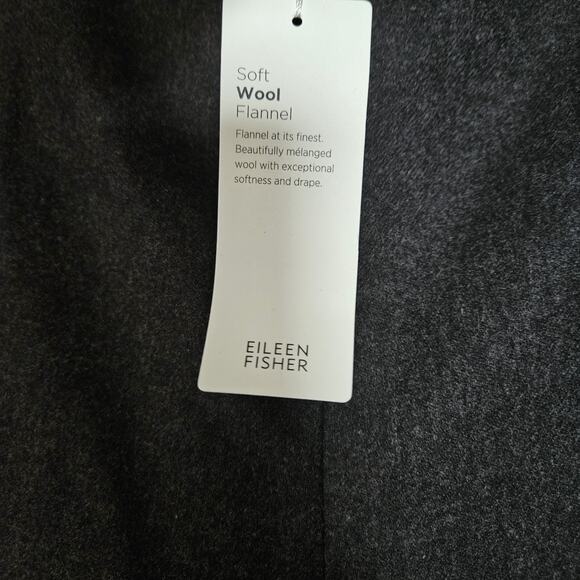 Soft
Wool
Flannel
Flannel at its finest.
Beautifully mélanged
wool with exceptional
softness and drape.
EILEEN
FISHER